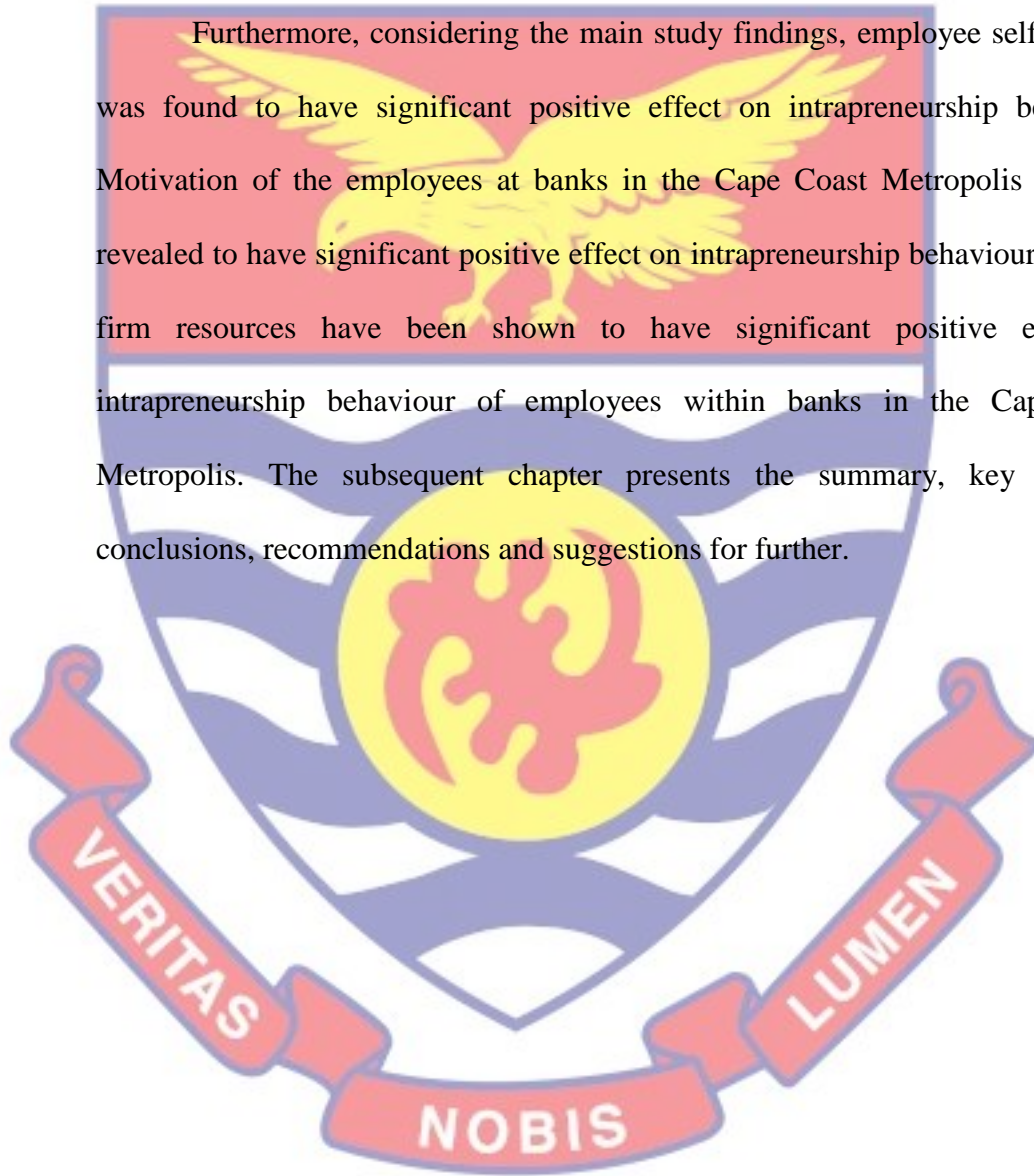 Furthermore, considering the main study findings, employee self
was found to have significant positive effect on intrapreneurship be
Motivation of the employees at banks in the Cape Coast Metropolis
revealed to have significant positive effect on intrapreneurship behaviour
firm resources have been shown to have significant positive e
intrapreneurship behaviour of employees within banks in the Cap
Metropolis. The subsequent chapter presents the summary, key
conclusions, recommendations and suggestions for further.
VERITAS
NOBIS
LUMEN